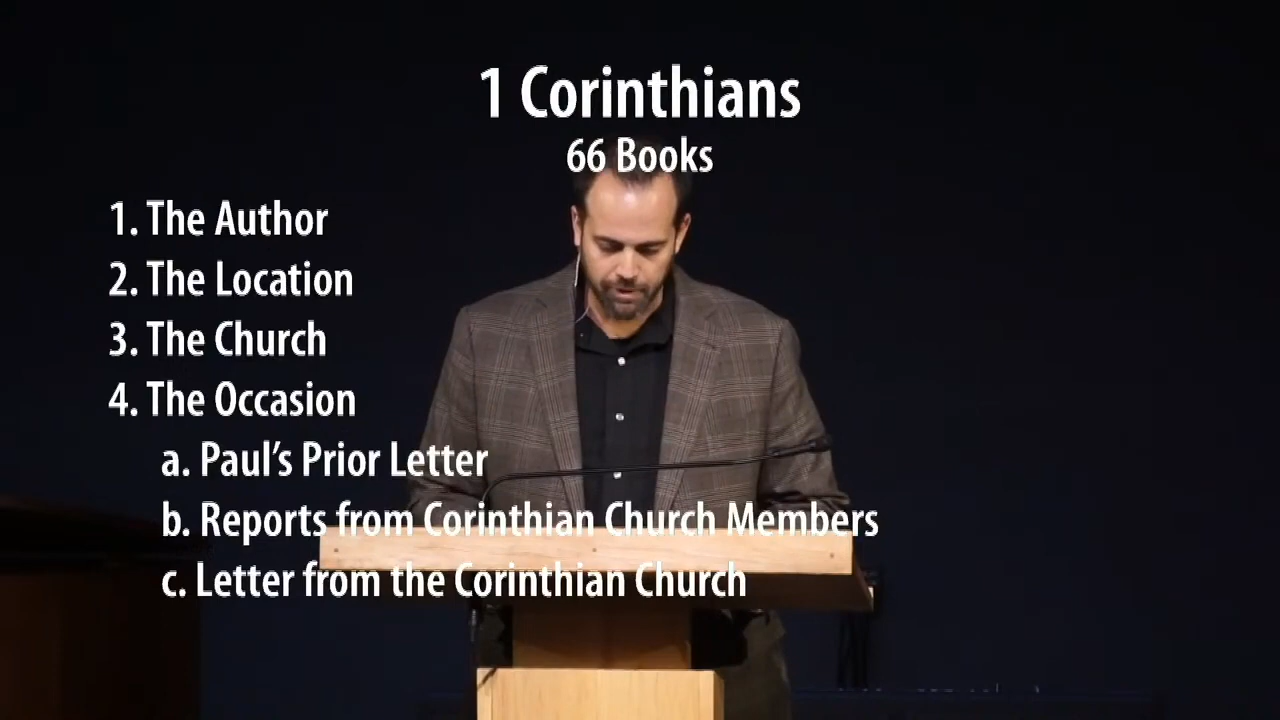 1 Corinthians
66 Books
1. The Author
2. The Location
3. The Church
4. The Occasion
a. Paul’s Prior Letter
b. Reports from Corinthian Church Members
c. Letter from the Corinthian Church